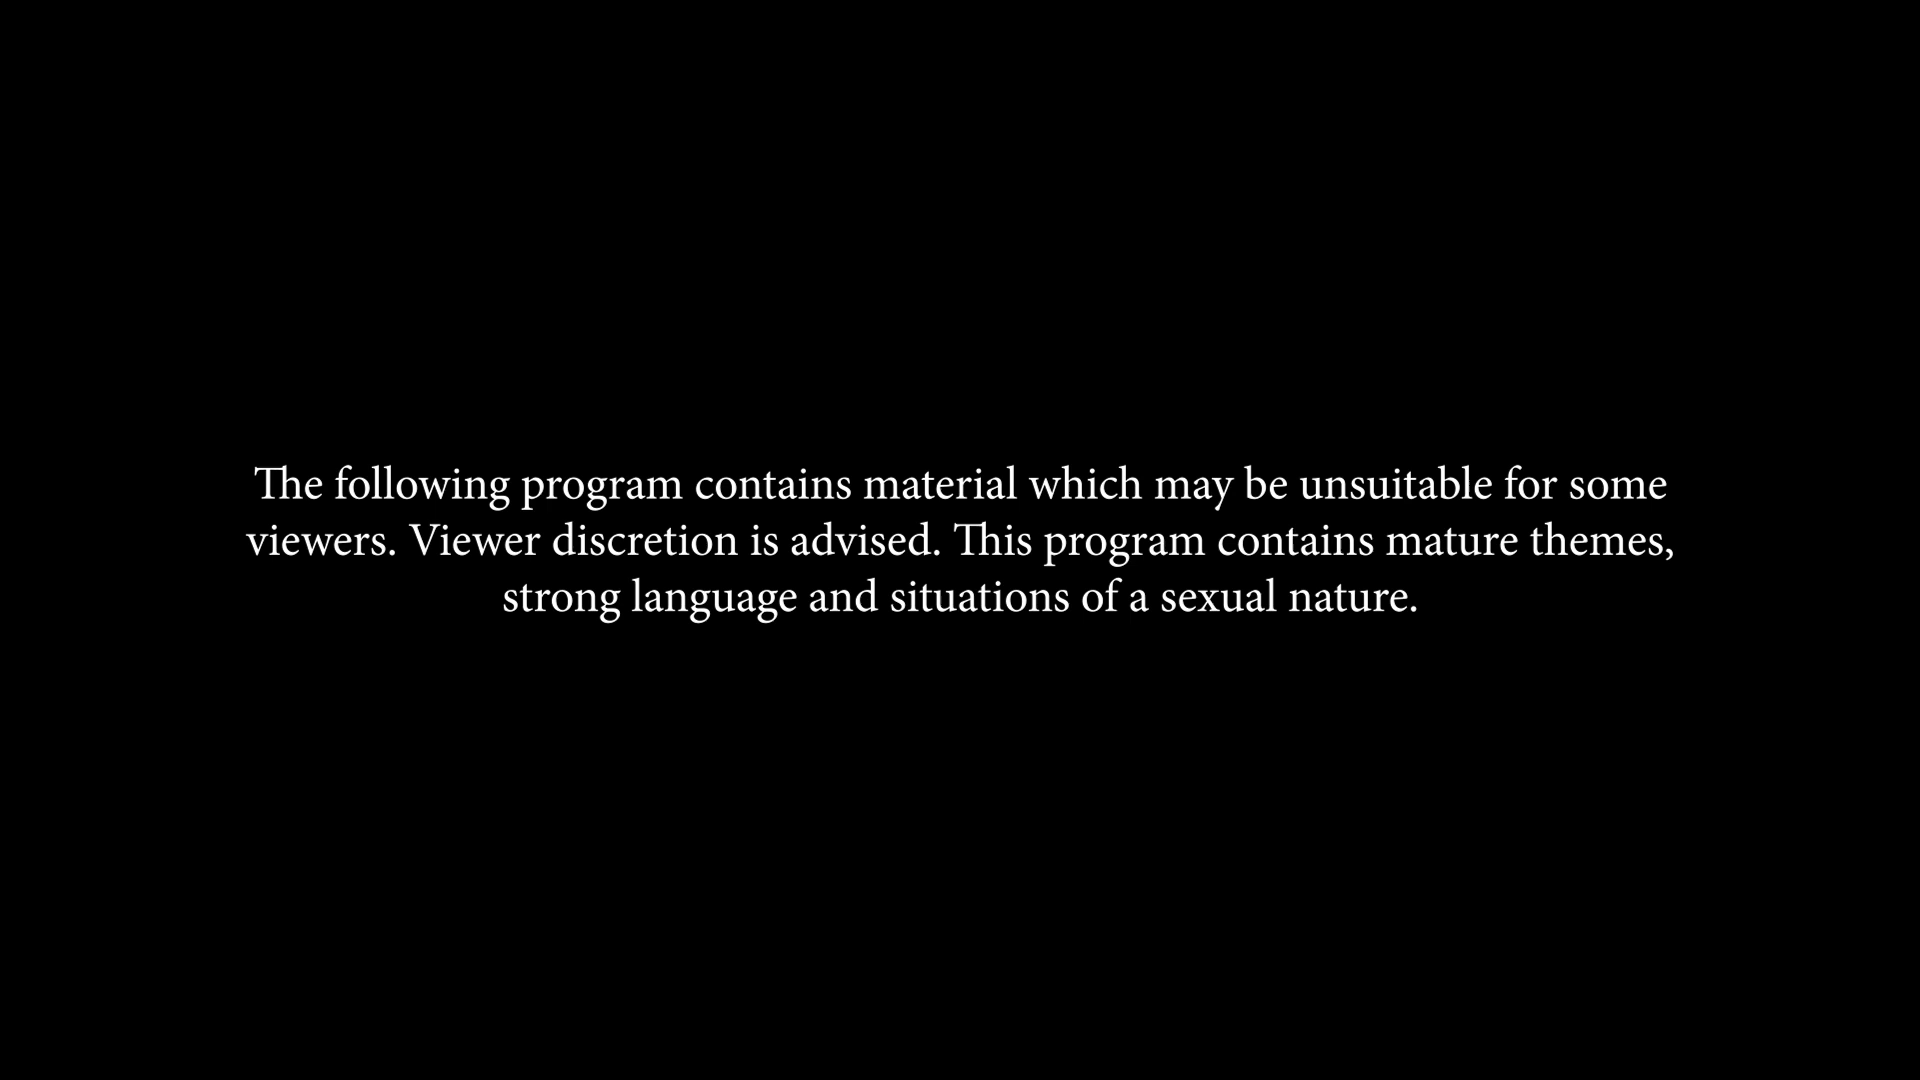 The following program contains material which may be unsuitable for some
viewers. Viewer discretion is advised. This program contains mature themes,
strong language and situations of a sexual nature.